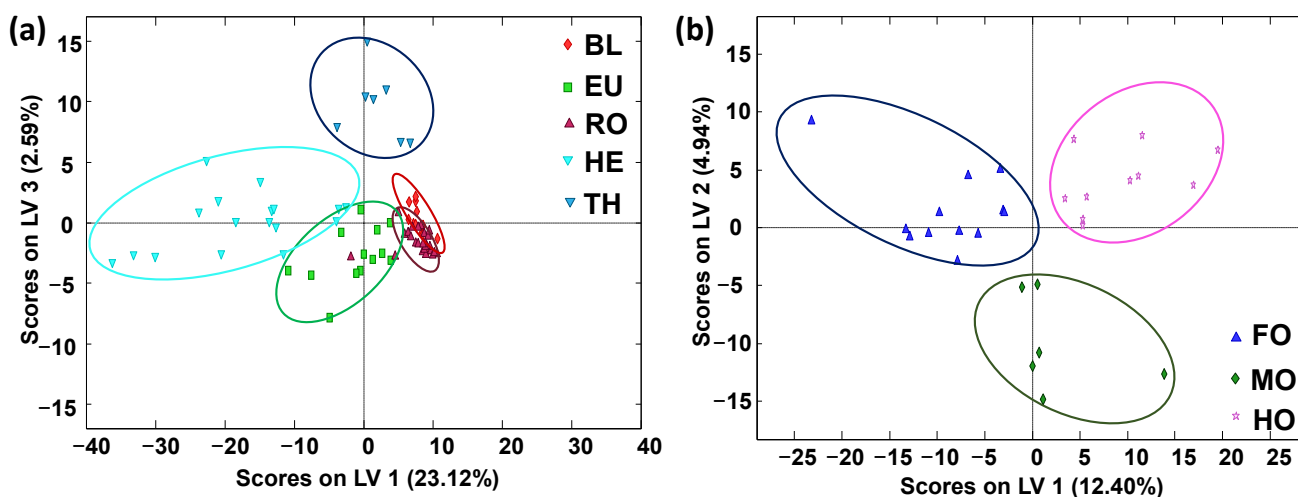 (a)
15
10
5
0
−5
−10
−15
Scores on LV 3 (2.59%)
−40
−30
−20
−10
0
10
20
30
40
Scores on LV 1 (23.12%)
BL
EU
RO
HE
TH
(b)
15
10
5
0
−5
−10
−15
Scores on LV 2 (4.94%)
−25
−20
−15
−10
−5
0
5
10
15
20
25
Scores on LV 1 (12.40%)
FO
MO
HO